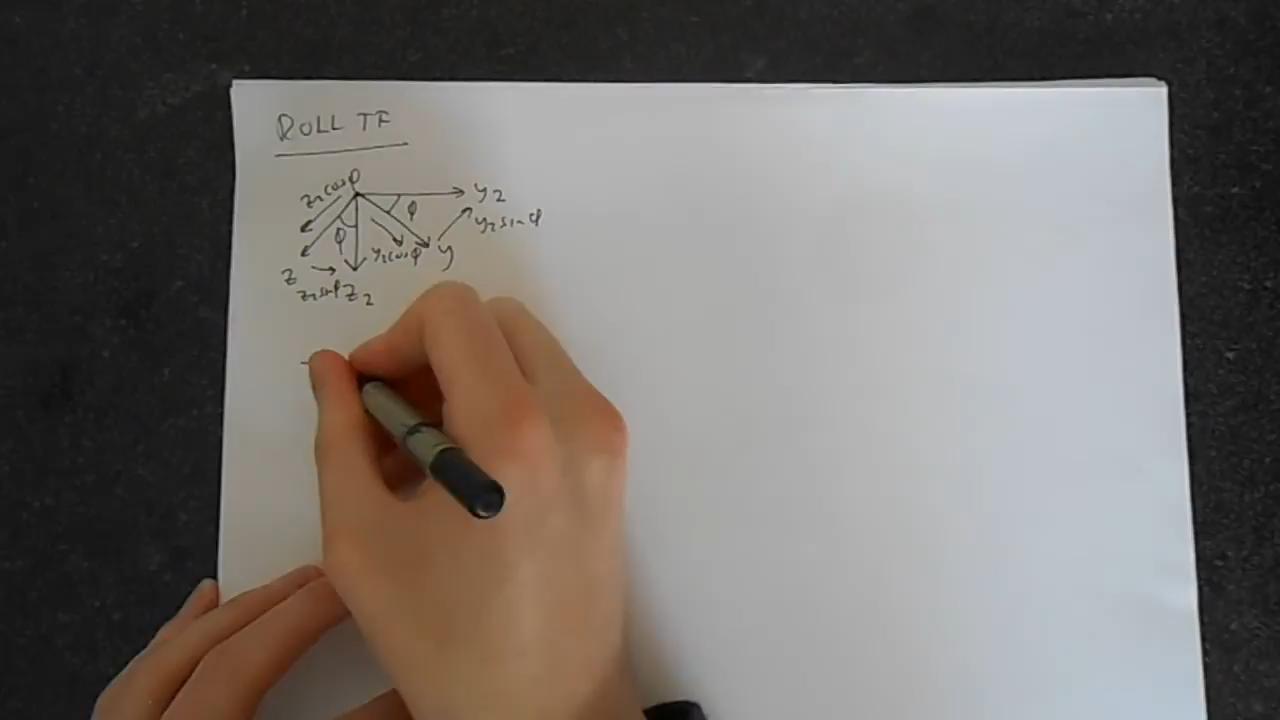 ROLL TF
z₂cosφ
y₂
φ
y₂sinφ
φ
y₂cosφ
y
z
z₂sinφ
z₂